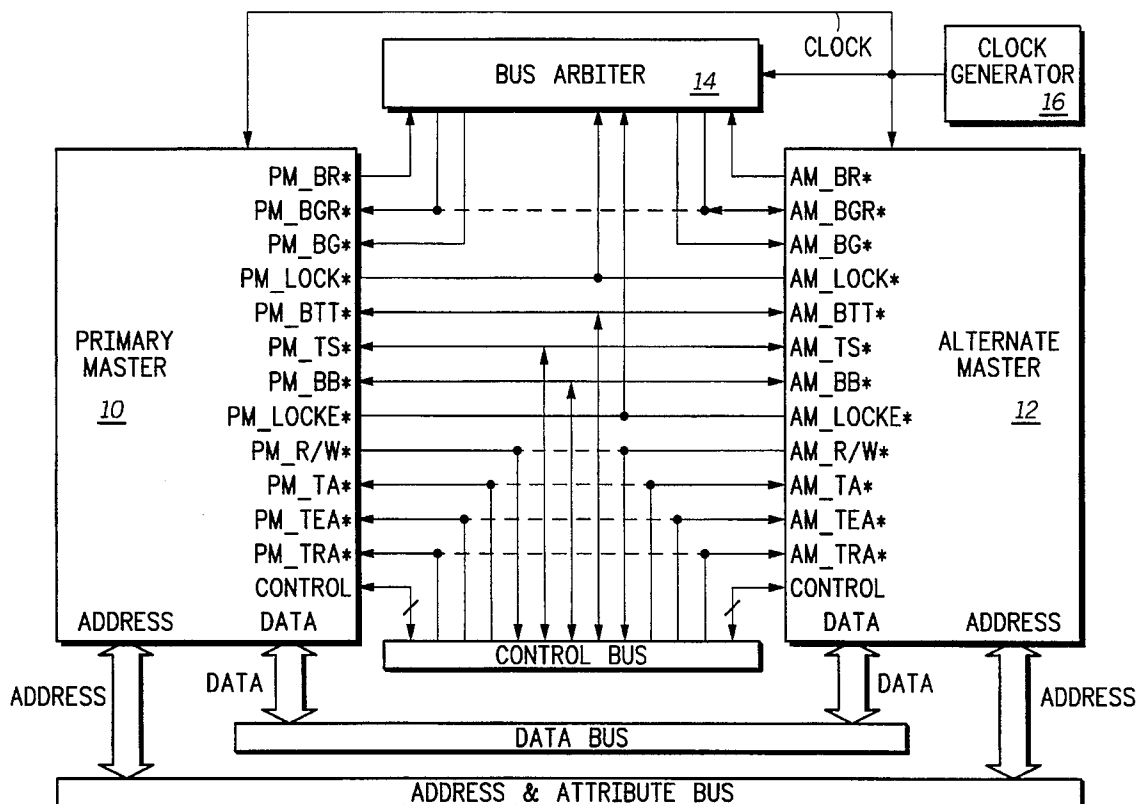 CLOCK
BUS ARBITER
14
CLOCK
GENERATOR
16
PM_BR*
PM_BGR*
PM_BG*
PM_LOCK*
PM_BTT*
PM_TS*
PM_BB*
PM_LOCKE*
PM_R/W*
PM_TA*
PM_TEA*
PM_TRA*
CONTROL
PRIMARY
MASTER
10
ADDRESS
DATA
AM_BR*
AM_BGR*
AM_BG*
AM_LOCK*
AM_BTT*
AM_TS*
AM_BB*
AM_LOCKE*
AM_R/W*
AM_TA*
AM_TEA*
AM_TRA*
CONTROL
ALTERNATE
MASTER
12
DATA
ADDRESS
CONTROL BUS
ADDRESS
DATA
DATA
ADDRESS
DATA BUS
ADDRESS & ATTRIBUTE BUS